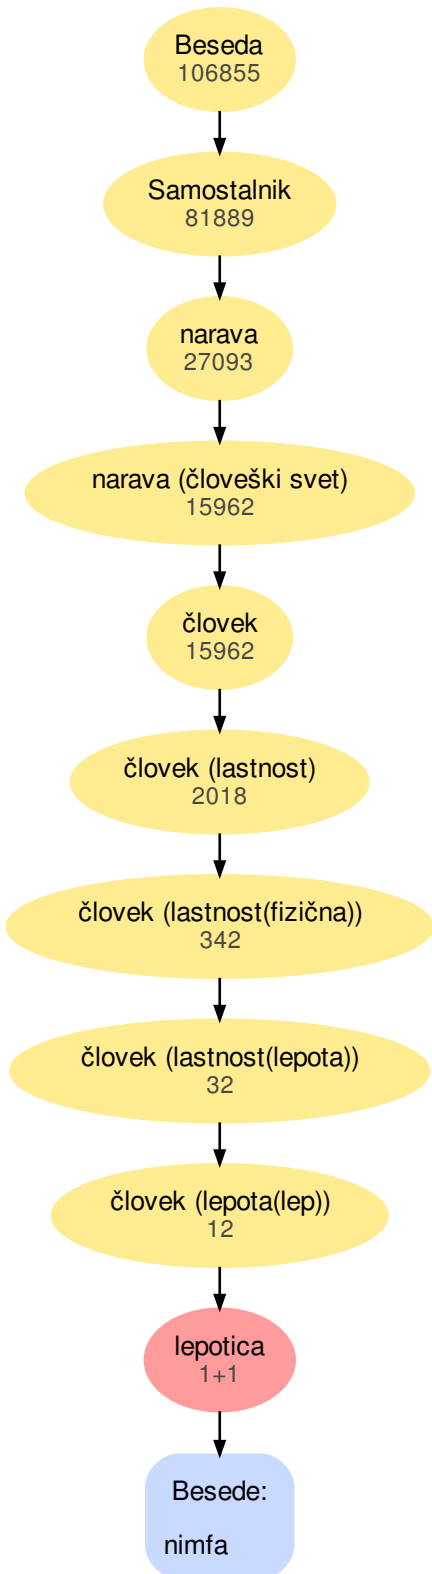 Beseda
106855
Samostalnik
81889
narava
27093
narava (človeški svet)
15962
človek
15962
človek (lastnost)
2018
človek (lastnost(fizična))
342
človek (lastnost(lepota))
32
človek (lepota(lep))
12
lepotica
1+1
Besede:
nimfa